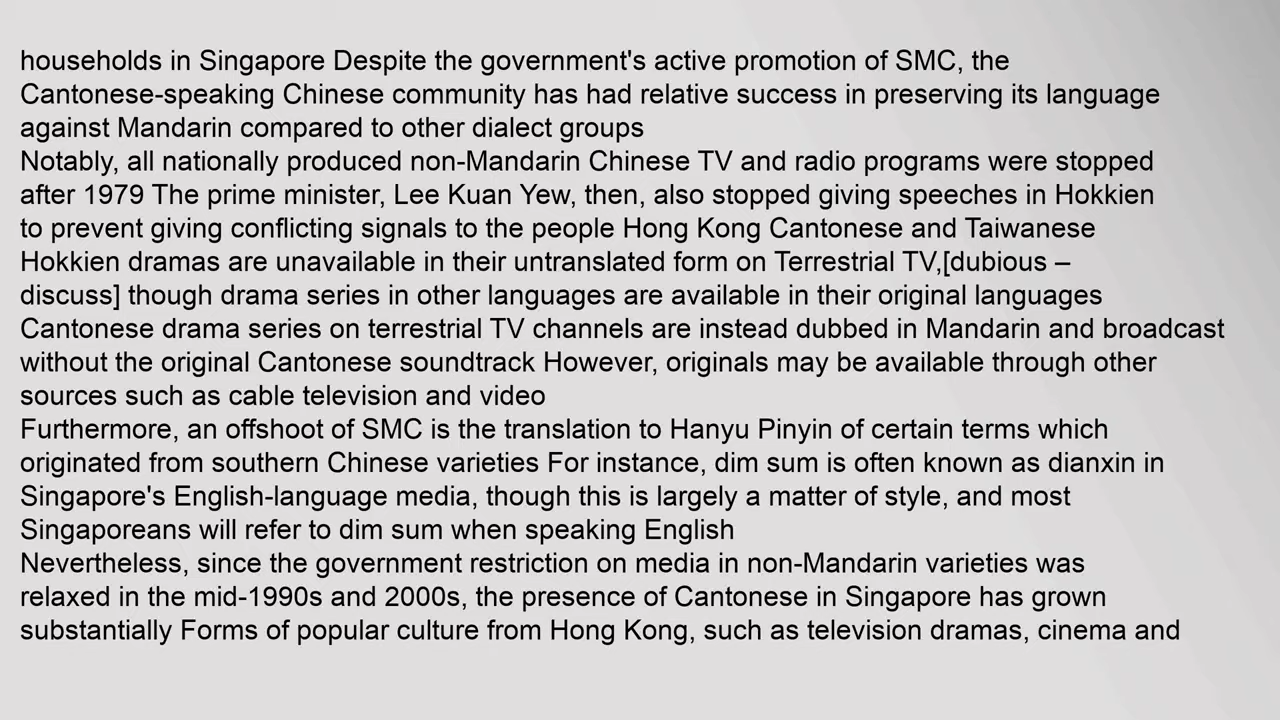 households in Singapore Despite the government's active promotion of SMC, the
Cantonese-speaking Chinese community has had relative success in preserving its language
against Mandarin compared to other dialect groups
Notably, all nationally produced non-Mandarin Chinese TV and radio programs were stopped
after 1979 The prime minister, Lee Kuan Yew, then, also stopped giving speeches in Hokkien
to prevent giving conflicting signals to the people Hong Kong Cantonese and Taiwanese
Hokkien dramas are unavailable in their untranslated form on Terrestrial TV,[dubious –
discuss] though drama series in other languages are available in their original languages
Cantonese drama series on terrestrial TV channels are instead dubbed in Mandarin and broadcast
without the original Cantonese soundtrack However, originals may be available through other
sources such as cable television and video
Furthermore, an offshoot of SMC is the translation to Hanyu Pinyin of certain terms which
originated from southern Chinese varieties For instance, dim sum is often known as dianxin in
Singapore's English-language media, though this is largely a matter of style, and most
Singaporeans will refer to dim sum when speaking English
Nevertheless, since the government restriction on media in non-Mandarin varieties was
relaxed in the mid-1990s and 2000s, the presence of Cantonese in Singapore has grown
substantially Forms of popular culture from Hong Kong, such as television dramas, cinema and